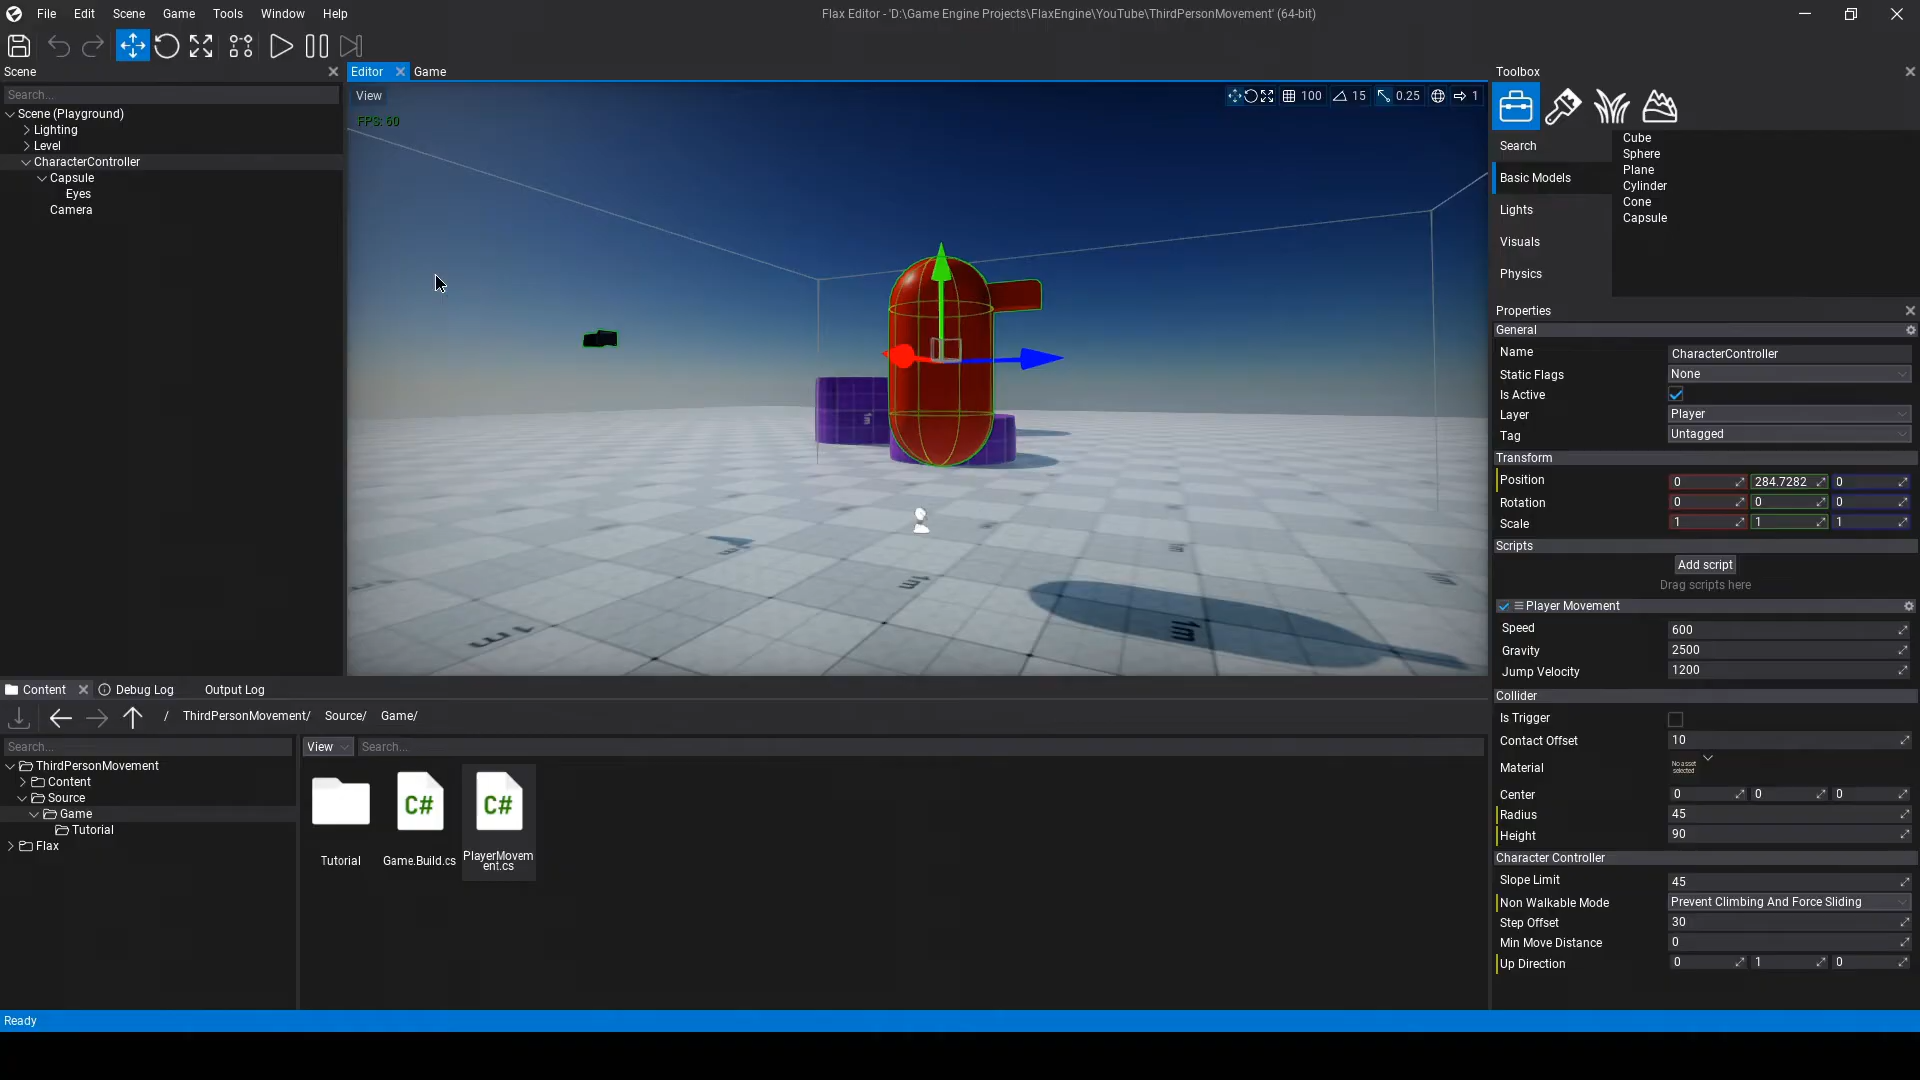 File Edit Scene Game Tools Window Help
Flax Editor - 'D:\Game Engine Projects\FlaxEngine\YouTube\ThirdPersonMovement' (64-bit)
Scene
Search...
Scene (Playground)
Lighting
Level
CharacterController
Capsule
Eyes
Camera
Editor Game
View
100 15 0.25 1
FPS: 60
1m
1m
1m
1m
Toolbox
Search
Basic Models
Lights
Visuals
Physics
Cube
Sphere
Plane
Cylinder
Cone
Capsule
Properties
General
Name CharacterController
Static Flags None
Is Active
Layer Player
Tag Untagged
Transform
Position 0 284.7282 0
Rotation 0 0 0
Scale 1 1 1
Scripts
Add script
Drag scripts here
Player Movement
Speed 600
Gravity 2500
Jump Velocity 1200
Collider
Is Trigger
Contact Offset 10
Material No asset selected
Center 0 0 0
Radius 45
Height 90
Character Controller
Slope Limit 45
Non Walkable Mode Prevent Climbing And Force Sliding
Step Offset 30
Min Move Distance 0
Up Direction 0 1 0
Content Debug Log Output Log
/ ThirdPersonMovement/ Source/ Game/
Search...
ThirdPersonMovement
Content
Source
Game
Tutorial
Flax
View Search...
C# C#
Tutorial Game.Build.cs PlayerMovem
ent.cs
Ready